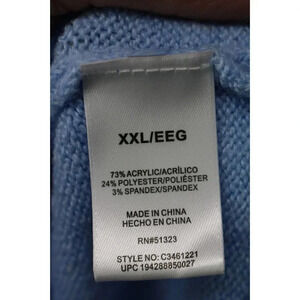 XXL/EEG
73% ACRYLIC/ACRÍLICO
24% POLYESTER/POLIÉSTER
3% SPANDEX/SPANDEX
MADE IN CHINA
HECHO EN CHINA
RN#51323
STYLE NO: C3461221
UPC 194286850027